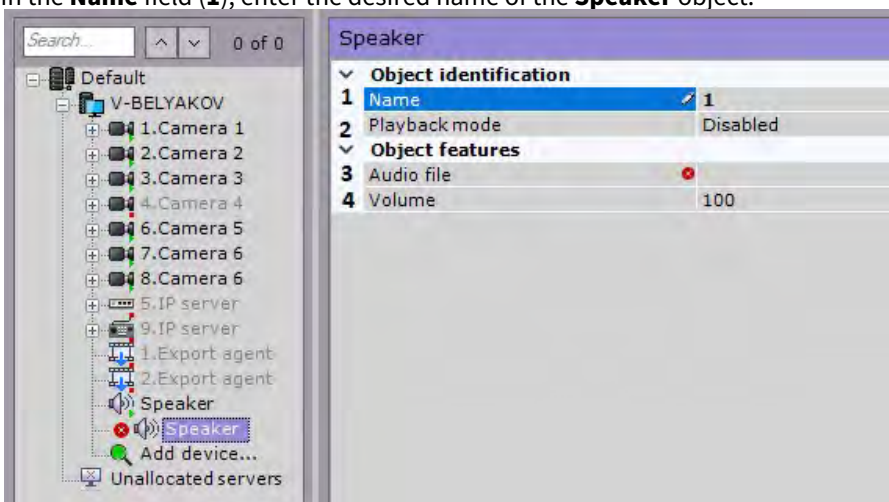 In the Name field (1), enter the desired name of the Speaker object.
Search...
0 of 0
Default
V-BELYAKOV
1.Camera 1
2.Camera 2
3.Camera 3
4.Camera 4
6.Camera 5
7.Camera 6
8.Camera 6
5.IP server
9.IP server
1.Export agent
2.Export agent
Speaker
Speaker
Add device...
Unallocated servers
Speaker
Object identification
1 Name 1
2 Playback mode Disabled
Object features
3 Audio file
4 Volume 100